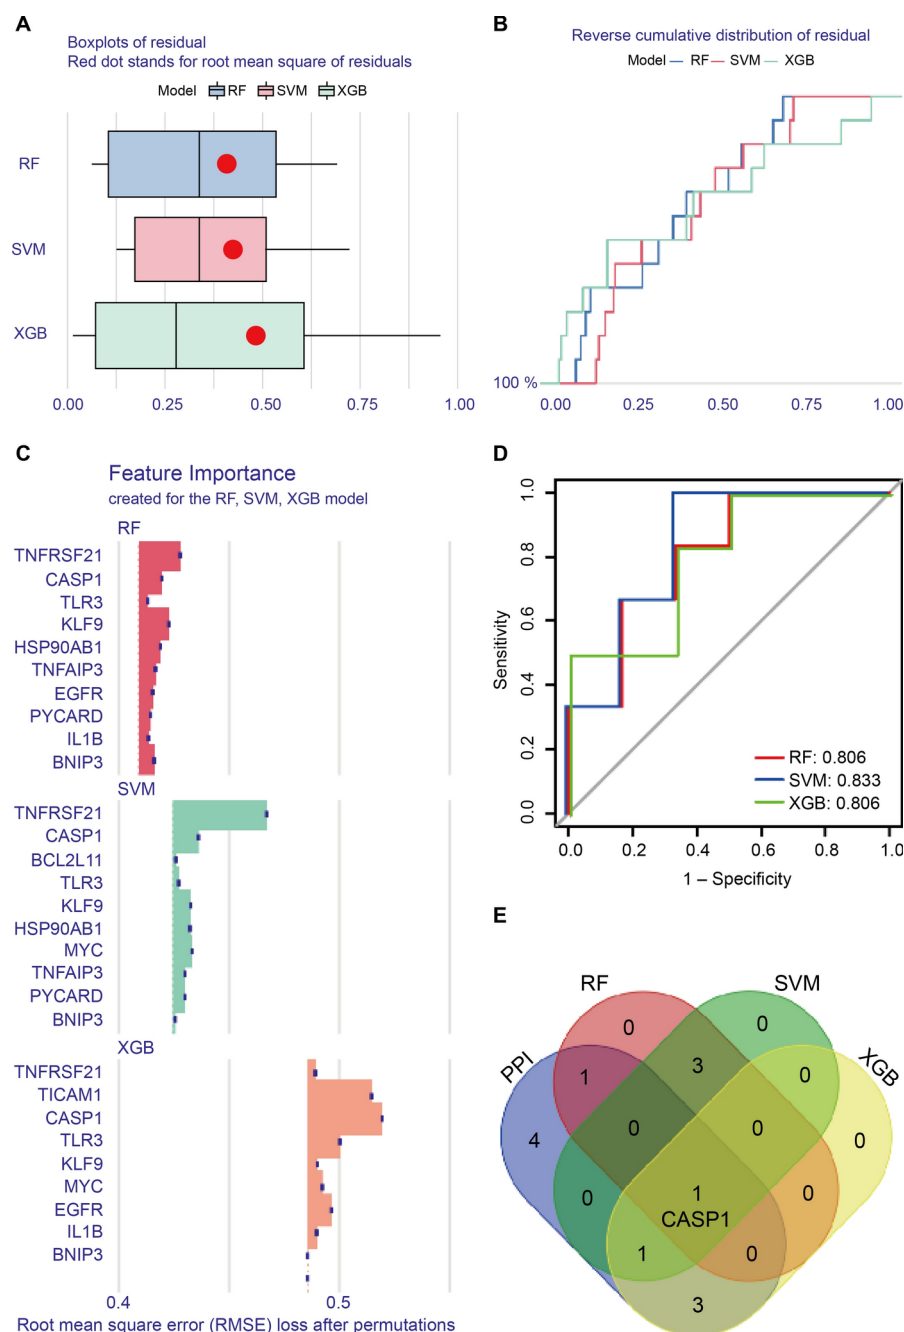 A
Boxplots of residual
Red dot stands for root mean square of residuals
Model RF SVM XGB
RF
SVM
XGB
0.00 0.25 0.50 0.75 1.00
B
Reverse cumulative distribution of residual
Model RF SVM XGB
100 %
0.00 0.25 0.50 0.75 1.00
C
Feature Importance
created for the RF, SVM, XGB model
RF
TNFRSF21
CASP1
TLR3
KLF9
HSP90AB1
TNFAIP3
EGFR
PYCARD
IL1B
BNIP3
SVM
TNFRSF21
CASP1
BCL2L11
TLR3
KLF9
HSP90AB1
MYC
TNFAIP3
PYCARD
BNIP3
XGB
TNFRSF21
TICAM1
CASP1
TLR3
KLF9
MYC
EGFR
IL1B
BNIP3
0.4 0.5
Root mean square error (RMSE) loss after permutations
D
Sensitivity
1.0
0.8
0.6
0.4
0.2
0.0
RF: 0.806
SVM: 0.833
XGB: 0.806
0.0 0.2 0.4 0.6 0.8 1.0
1 – Specificity
E
RF SVM
PPI XGB
0 0
1 3 0
4 0 0 0
0 1 0
CASP1
1 0
3